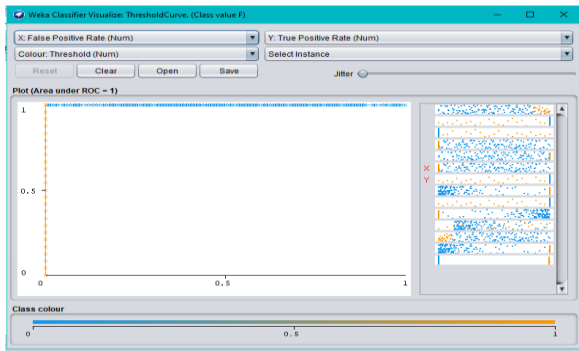 Weka Classifier Visualize: ThresholdCurve. (Class value F)
X: False Positive Rate (Num) Y: True Positive Rate (Num)
Colour: Threshold (Num) Select Instance
Reset Clear Open Save Jitter
Plot (Area under ROC = 1)
1
X
Y
0.5
0
0 0.5 1
Class colour
0 0.5 1